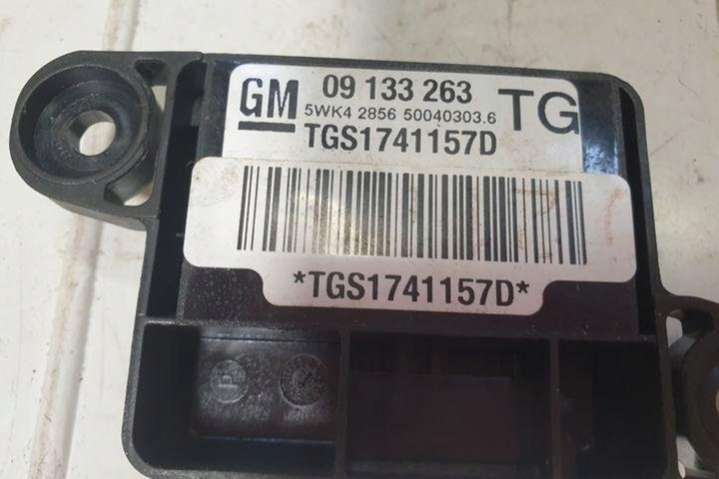 GM 09 133 263 TG
5WK4 2856 50040303.6
TGS1741157D
*TGS1741157D*
P